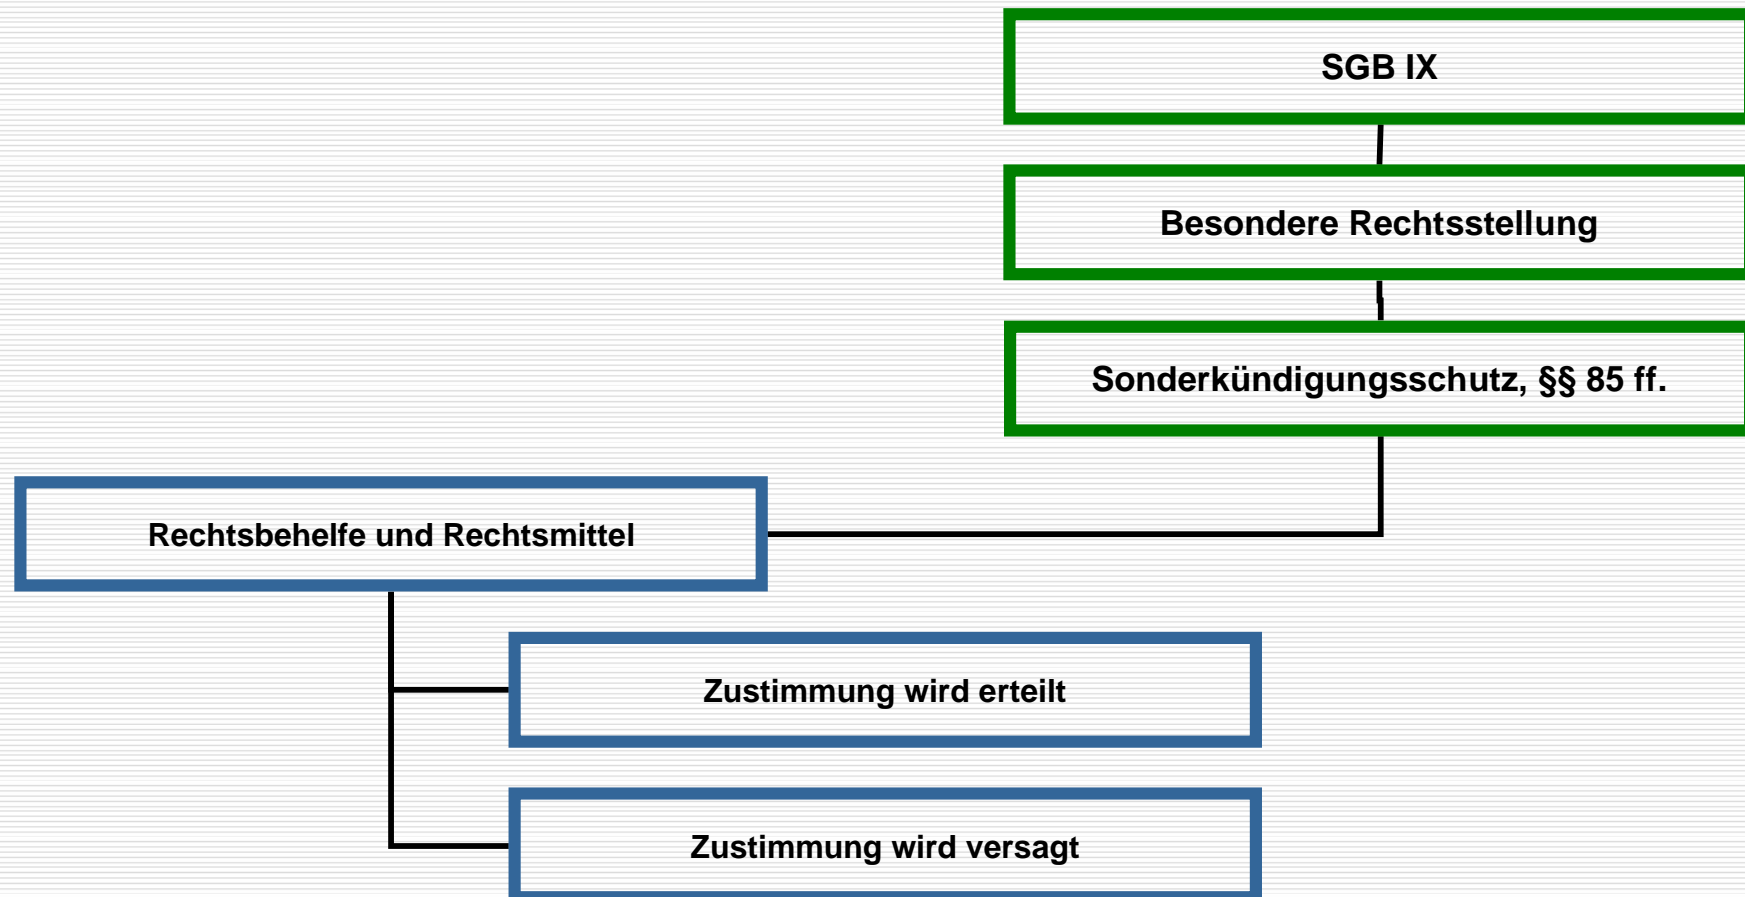 SGB IX
Besondere Rechtsstellung
Sonderkündigungsschutz, §§ 85 ff.
Rechtsbehelfe und Rechtsmittel
Zustimmung wird erteilt
Zustimmung wird versagt